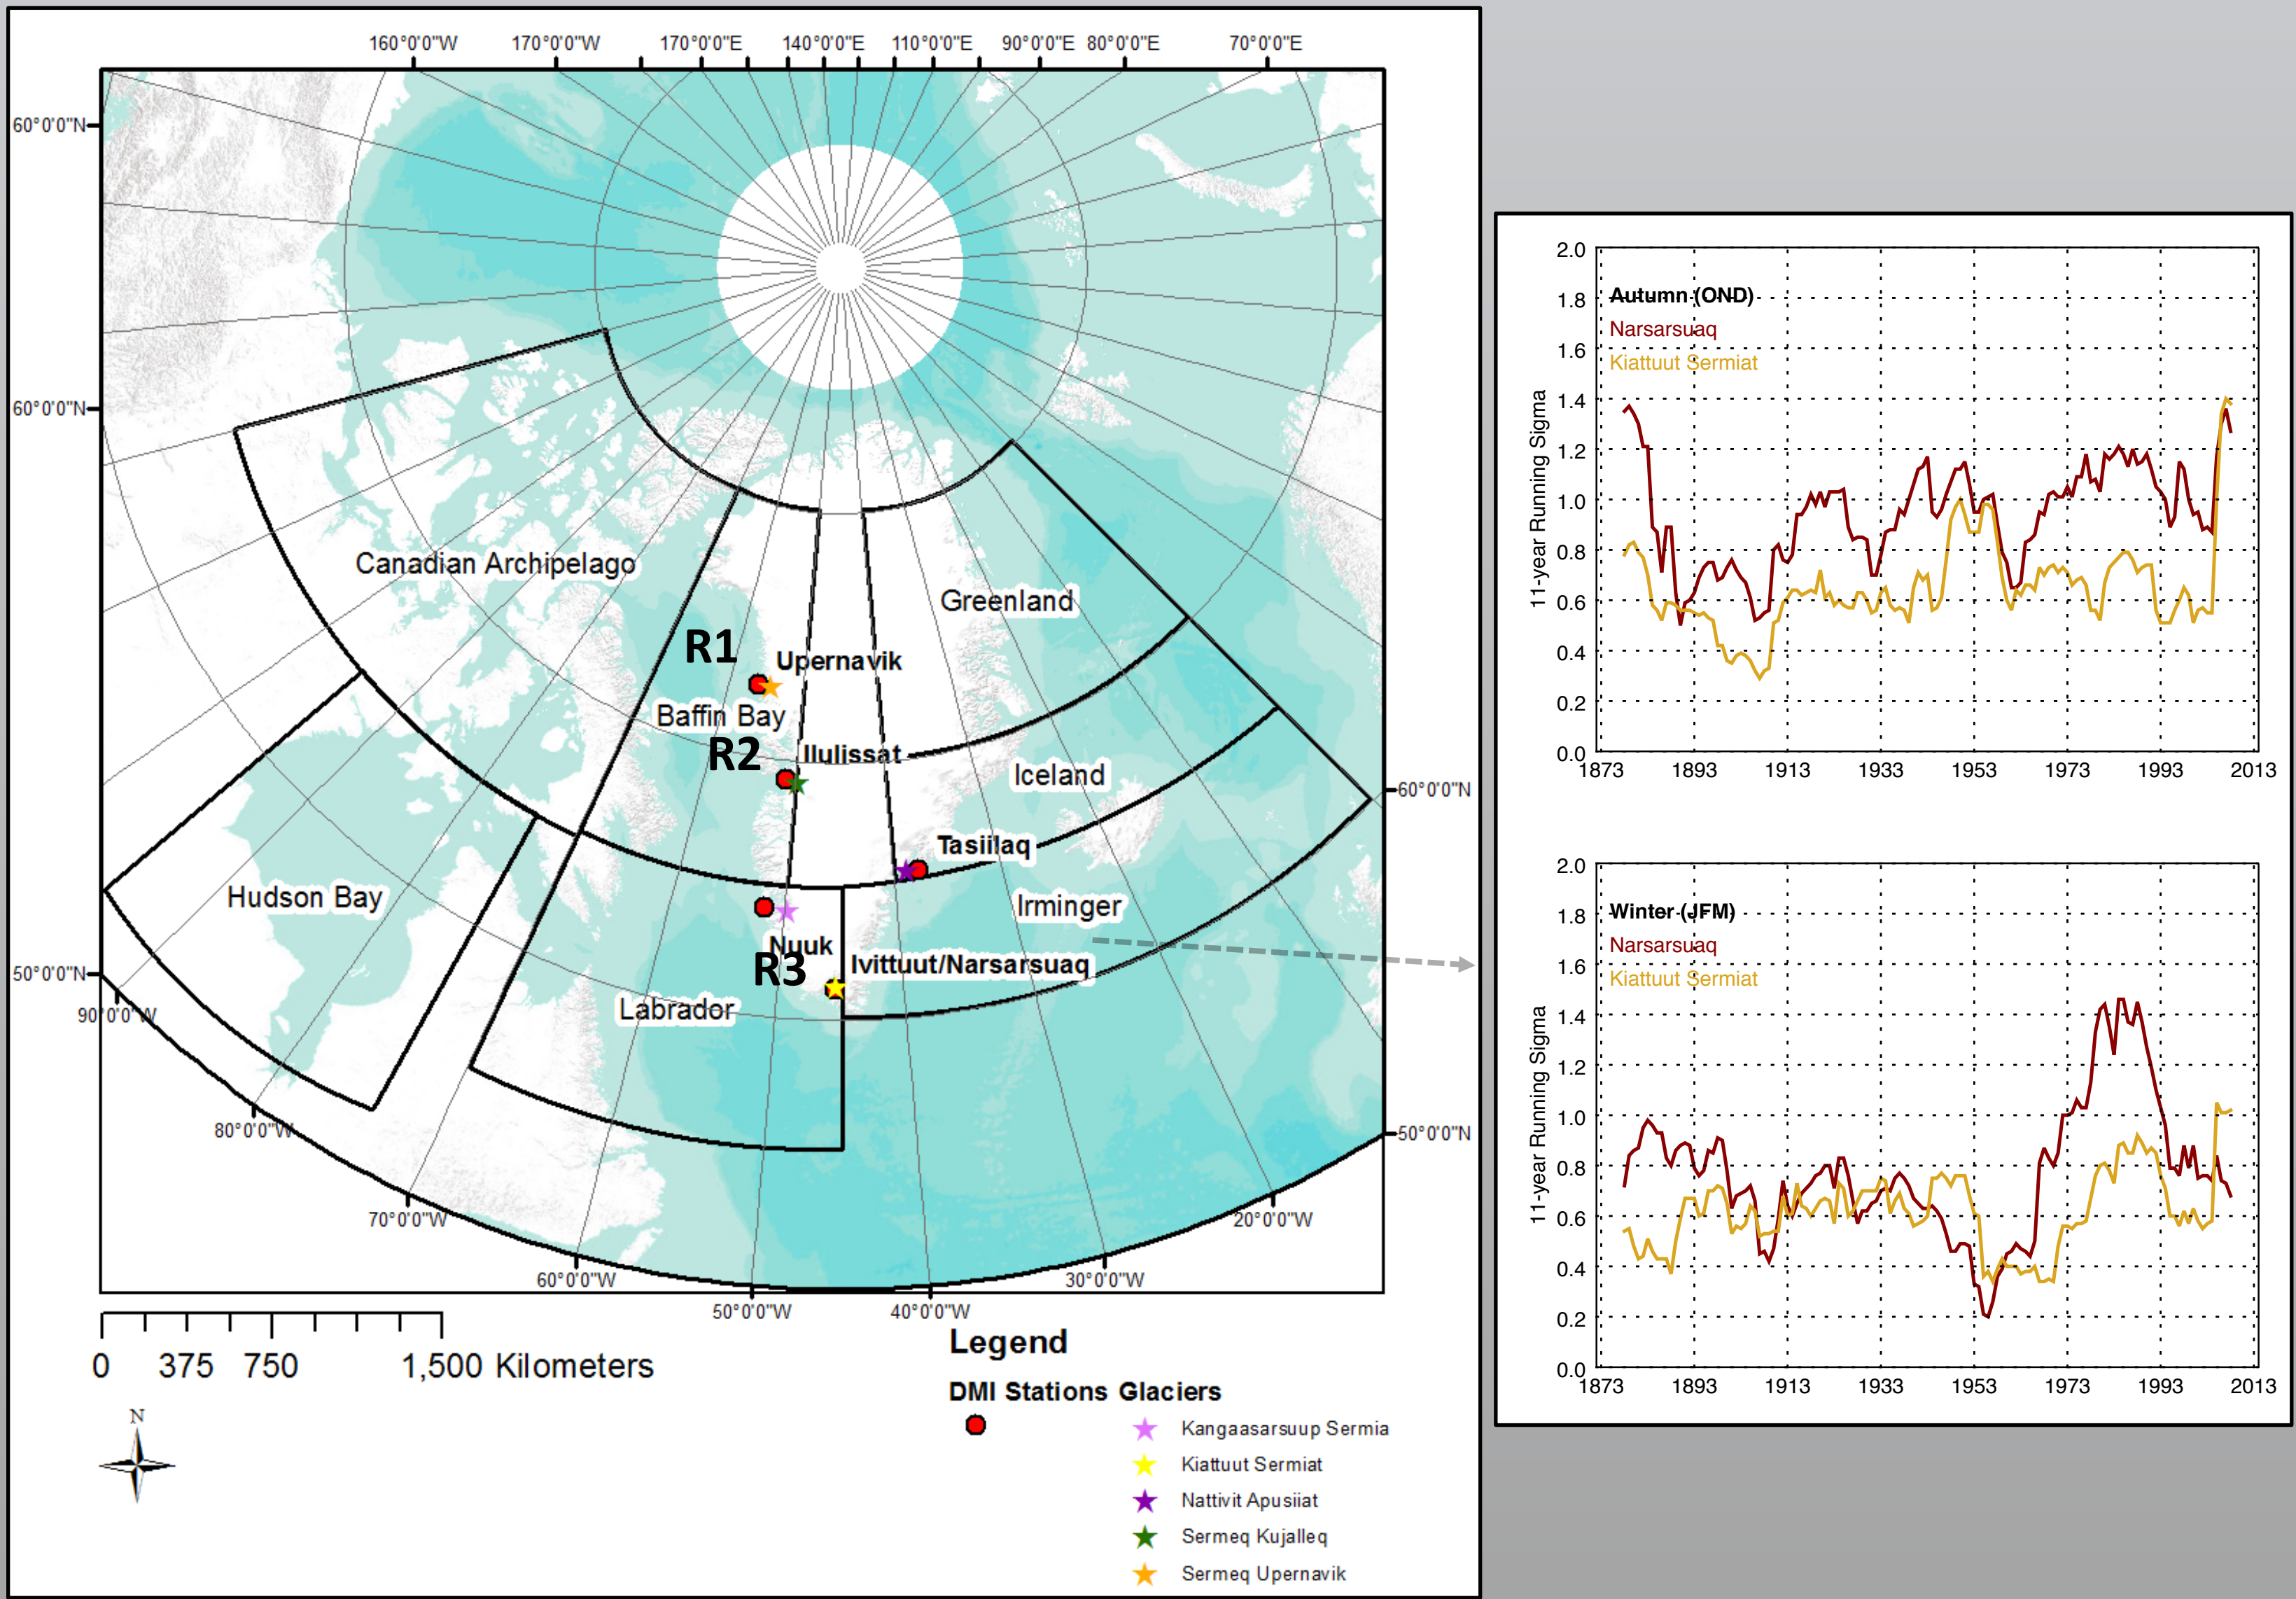 160°0'0"W 170°0'0"W 170°0'0"E 140°0'0"E 110°0'0"E 90°0'0"E 80°0'0"E 70°0'0"E
60°0'0"N
60°0'0"N
50°0'0"N
90°0'0"W
80°0'0"W
70°0'0"W
60°0'0"W
50°0'0"W
40°0'0"W
30°0'0"W
20°0'0"W
50°0'0"N
60°0'0"N
Canadian Archipelago
Greenland
R1
Upernavik
Baffin Bay
R2
Ilulissat
Iceland
Tasiilaq
Hudson Bay
Irminger
Nuuk
R3
Ivittuut/Narsarsuaq
Labrador
0 375 750 1,500 Kilometers
N
Legend
DMI Stations Glaciers
Kangaasarsuup Sermia
Kiattuut Sermiat
Nattivit Apusiiat
Sermeq Kujalleq
Sermeq Upernavik
2.0
1.8
1.6
1.4
1.2
1.0
0.8
0.6
0.4
0.2
0.0
11-year Running Sigma
Autumn (OND)
Narsarsuaq
Kiattuut Sermiat
1873 1893 1913 1933 1953 1973 1993 2013
2.0
1.8
1.6
1.4
1.2
1.0
0.8
0.6
0.4
0.2
0.0
11-year Running Sigma
Winter (JFM)
Narsarsuaq
Kiattuut Sermiat
1873 1893 1913 1933 1953 1973 1993 2013